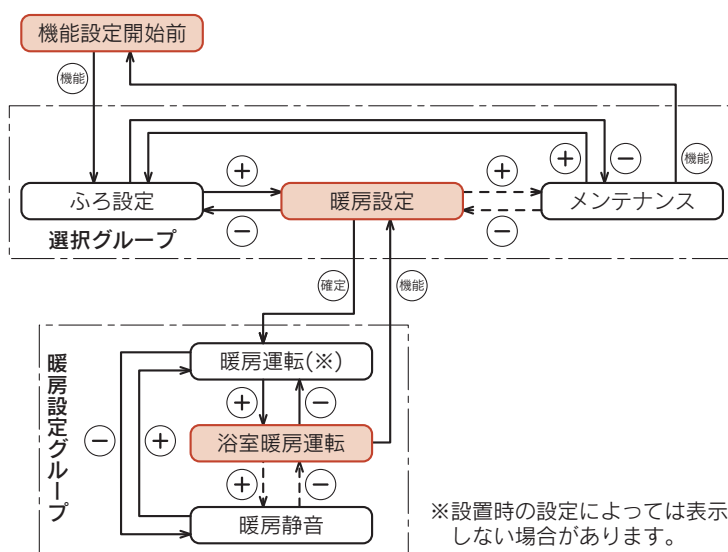 機能設定開始前
機能
＋
－
機能
＋
＋
ふろ設定
暖房設定
メンテナンス
－
－
選択グループ
確定
機能
暖房設定グループ
暖房運転(※)
＋
－
－
＋
浴室暖房運転
＋
－
暖房静音
※設置時の設定によっては表示
しない場合があります。